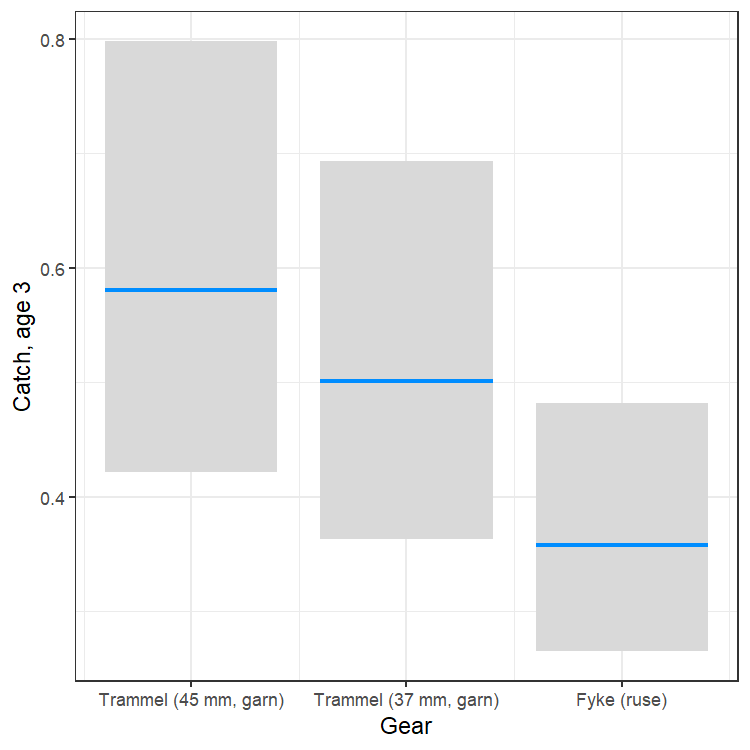 0.8
0.6
0.4
Catch, age 3
Trammel (45 mm, garn)
Trammel (37 mm, garn)
Fyke (ruse)
Gear